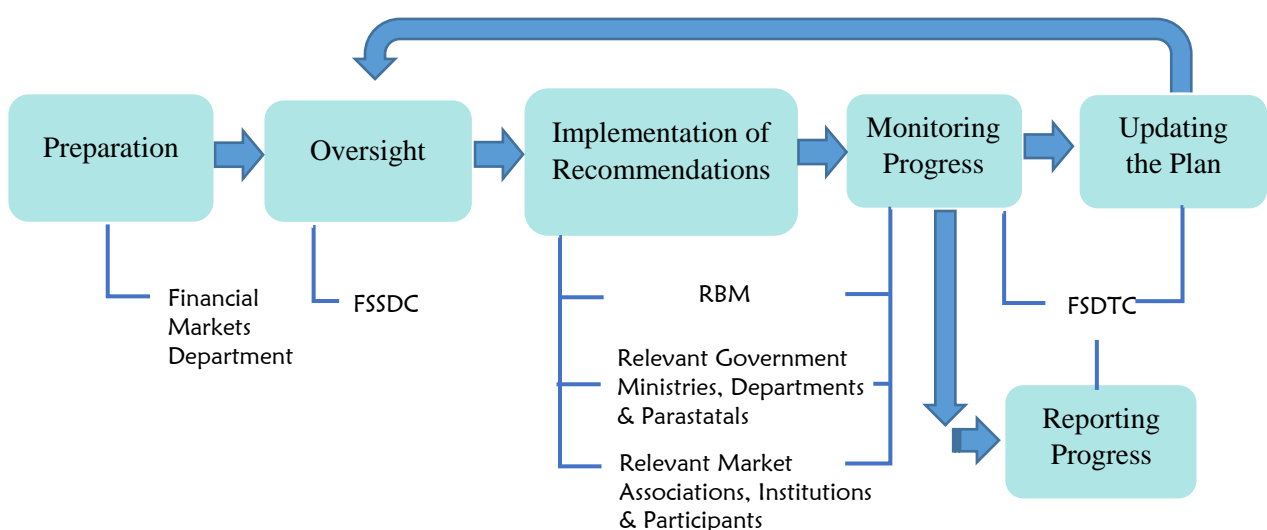 Preparation
Oversight
Implementation of
Recommendations
Monitoring
Progress
Updating
the Plan
Financial
Markets
Department
FSSDC
RBM
FSDTC
Relevant Government
Ministries, Departments
& Parastatals
Relevant Market
Associations, Institutions
& Participants
Reporting
Progress